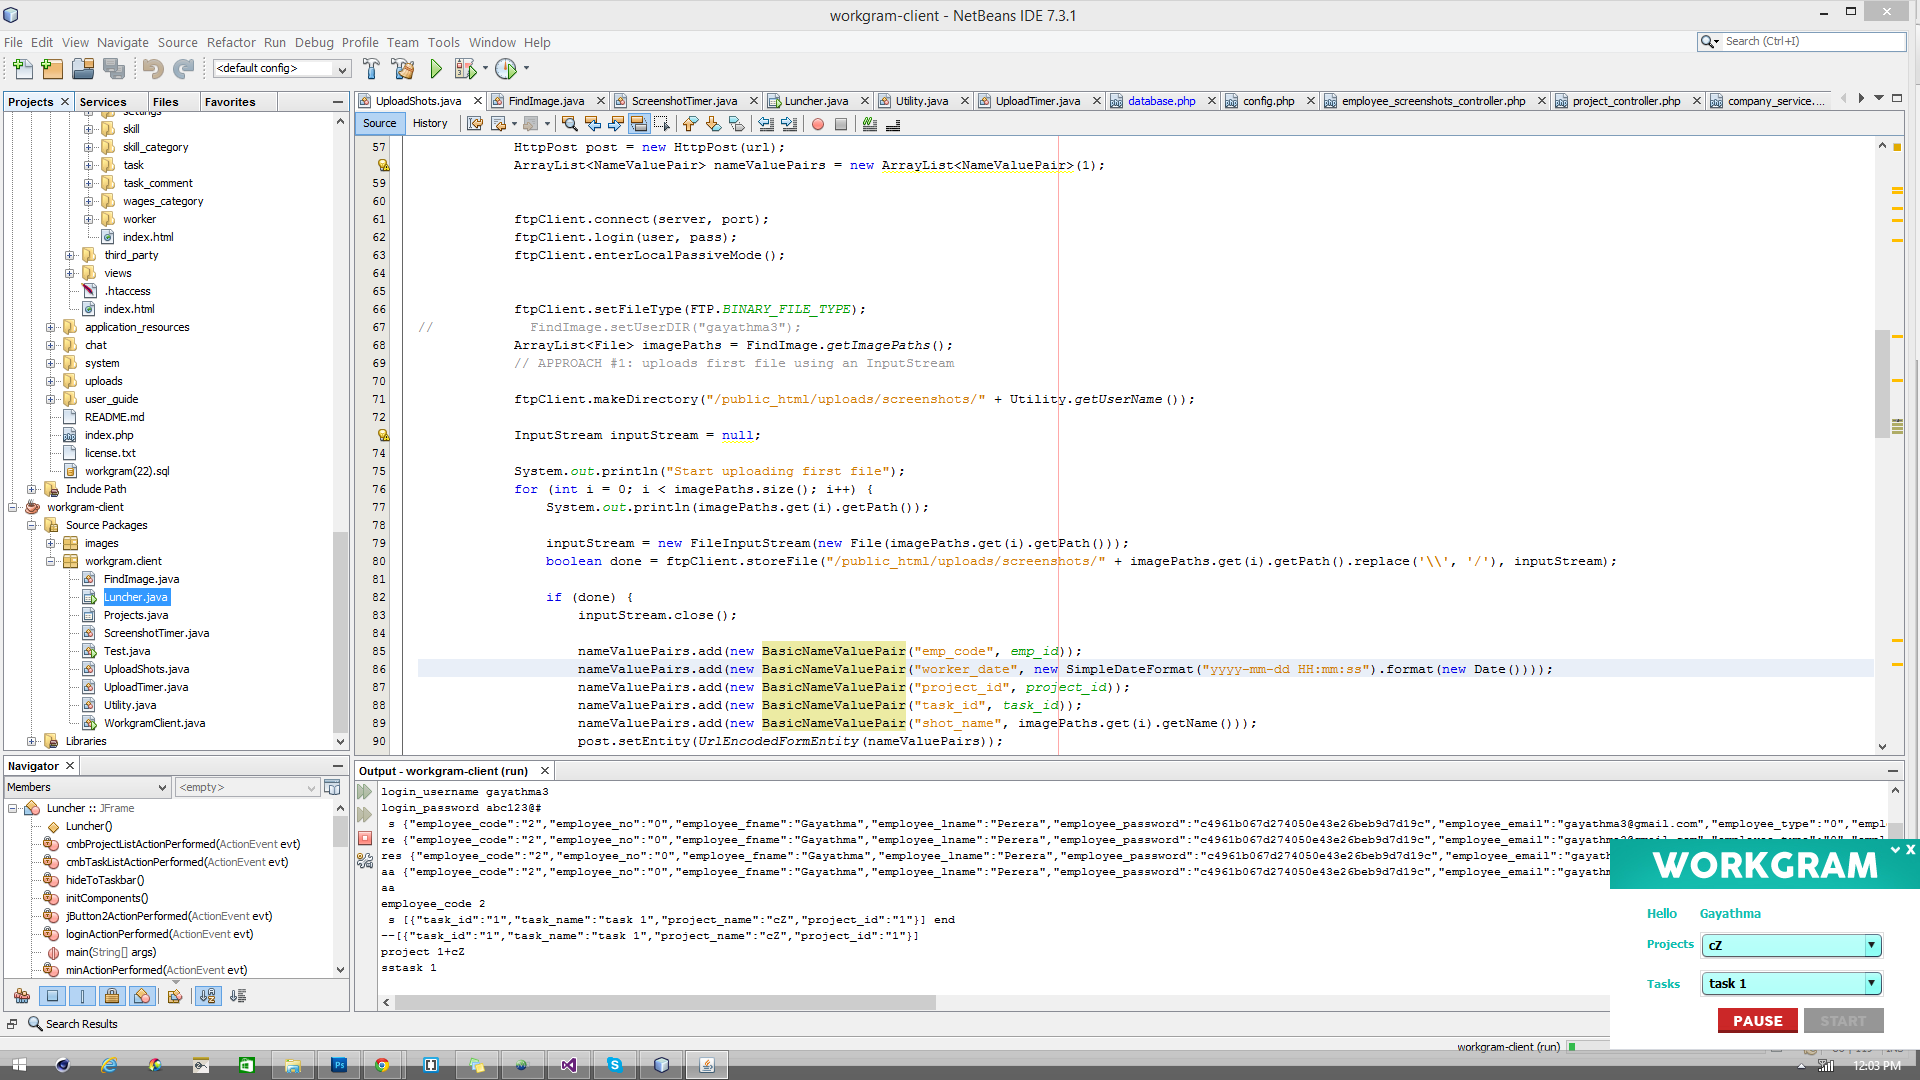 workgram-client - NetBeans IDE 7.3.1
File Edit View Navigate Source Refactor Run Debug Profile Team Tools Window Help
Search (Ctrl+I)
<default config>
Projects Services Files Favorites
UploadShots.java FindImage.java ScreenshotTimer.java Luncher.java Utility.java UploadTimer.java database.php config.php employee_screenshots_controller.php project_controller.php company_service....
Source History
settings
skill
skill_category
task
task_comment
wages_category
worker
index.html
third_party
views
.htaccess
index.html
application_resources
chat
system
uploads
user_guide
README.md
index.php
license.txt
workgram(22).sql
Include Path
workgram-client
Source Packages
images
workgram.client
FindImage.java
Luncher.java
Projects.java
ScreenshotTimer.java
Test.java
UploadShots.java
UploadTimer.java
Utility.java
WorkgramClient.java
Libraries
57 HttpPost post = new HttpPost(url);
ArrayList<NameValuePair> nameValuePairs = new ArrayList<NameValuePair>(1);
59
60
61 ftpClient.connect(server, port);
62 ftpClient.login(user, pass);
63 ftpClient.enterLocalPassiveMode();
64
65
66 ftpClient.setFileType(FTP.BINARY_FILE_TYPE);
67 // FindImage.setUserDIR("gayathma3");
68 ArrayList<File> imagePaths = FindImage.getImagePaths();
69 // APPROACH #1: uploads first file using an InputStream
70
71 ftpClient.makeDirectory("/public_html/uploads/screenshots/" + Utility.getUserName());
72
InputStream inputStream = null;
74
75 System.out.println("Start uploading first file");
76 for (int i = 0; i < imagePaths.size(); i++) {
77 System.out.println(imagePaths.get(i).getPath());
78
79 inputStream = new FileInputStream(new File(imagePaths.get(i).getPath()));
80 boolean done = ftpClient.storeFile("/public_html/uploads/screenshots/" + imagePaths.get(i).getPath().replace('\\', '/'), inputStream);
81
82 if (done) {
83 inputStream.close();
84
85 nameValuePairs.add(new BasicNameValuePair("emp_code", emp_id));
86 nameValuePairs.add(new BasicNameValuePair("worker_date", new SimpleDateFormat("yyyy-mm-dd HH:mm:ss").format(new Date())));
87 nameValuePairs.add(new BasicNameValuePair("project_id", project_id));
88 nameValuePairs.add(new BasicNameValuePair("task_id", task_id));
89 nameValuePairs.add(new BasicNameValuePair("shot_name", imagePaths.get(i).getName()));
90 post.setEntity(UrlEncodedFormEntity(nameValuePairs));
Navigator
Members <empty>
Luncher :: JFrame
Luncher()
cmbProjectListActionPerformed(ActionEvent evt)
cmbTaskListActionPerformed(ActionEvent evt)
hideToTaskbar()
initComponents()
jButton2ActionPerformed(ActionEvent evt)
loginActionPerformed(ActionEvent evt)
main(String[] args)
minActionPerformed(ActionEvent evt)
Output - workgram-client (run)
login_username gayathma3
login_password abc123@#
s {"employee_code":"2","employee_no":"0","employee_fname":"Gayathma","employee_lname":"Perera","employee_password":"c4961b067d274050e43e26beb9d7d19c","employee_email":"gayathma3@gmail.com","employee_type":"0","empl
re {"employee_code":"2","employee_no":"0","employee_fname":"Gayathma","employee_lname":"Perera","employee_password":"c4961b067d274050e43e26beb9d7d19c","employee_email":"gayathma3@gmail.com","employee_type":"0","emp
res {"employee_code":"2","employee_no":"0","employee_fname":"Gayathma","employee_lname":"Perera","employee_password":"c4961b067d274050e43e26beb9d7d19c","employee_email":"gayath
aa {"employee_code":"2","employee_no":"0","employee_fname":"Gayathma","employee_lname":"Perera","employee_password":"c4961b067d274050e43e26beb9d7d19c","employee_email":"gayathm
aa
employee_code 2
s [{"task_id":"1","task_name":"task 1","project_name":"cZ","project_id":"1"}] end
--[{"task_id":"1","task_name":"task 1","project_name":"cZ","project_id":"1"}]
project 1+cZ
sstask 1
WORKGRAM
X
Hello Gayathma
Projects cZ
Tasks task 1
PAUSE START
Search Results
workgram-client (run)
12:03 PM